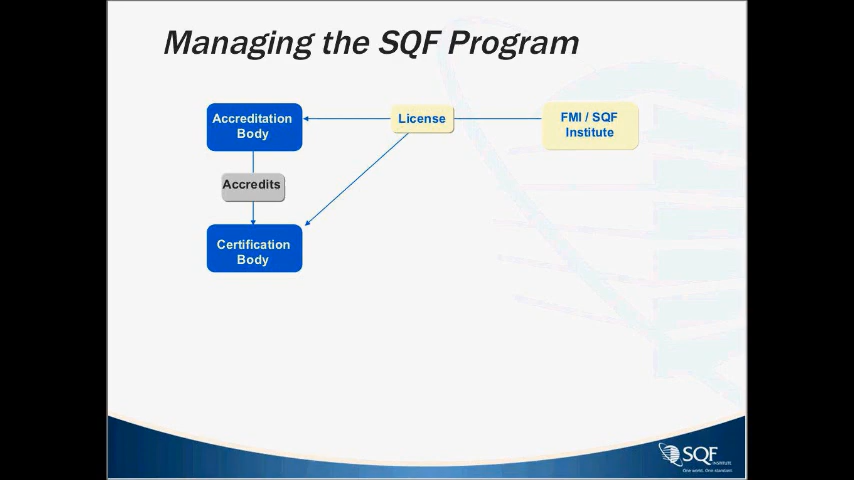 Managing the SQF Program
Accreditation
Body
License
FMI / SQF
Institute
Accredits
Certification
Body
SQF
INSTITUTE
One world. One standard.